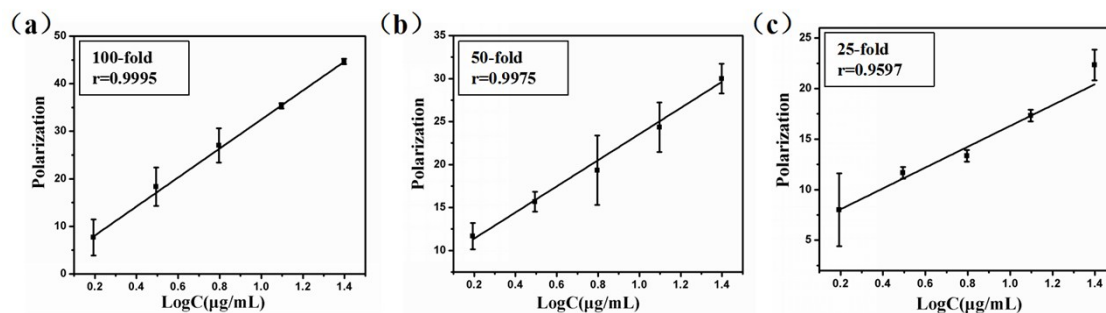 (a)
100-fold
r=0.9995
Polarization
50
40
30
20
10
0
0.2 0.4 0.6 0.8 1.0 1.2 1.4
LogC(μg/mL)
(b)
50-fold
r=0.9975
Polarization
35
30
25
20
15
10
0.2 0.4 0.6 0.8 1.0 1.2 1.4
LogC(μg/mL)
(c)
25-fold
r=0.9597
Polarization
25
20
15
10
5
0.2 0.4 0.6 0.8 1.0 1.2 1.4
LogC(μg/mL)